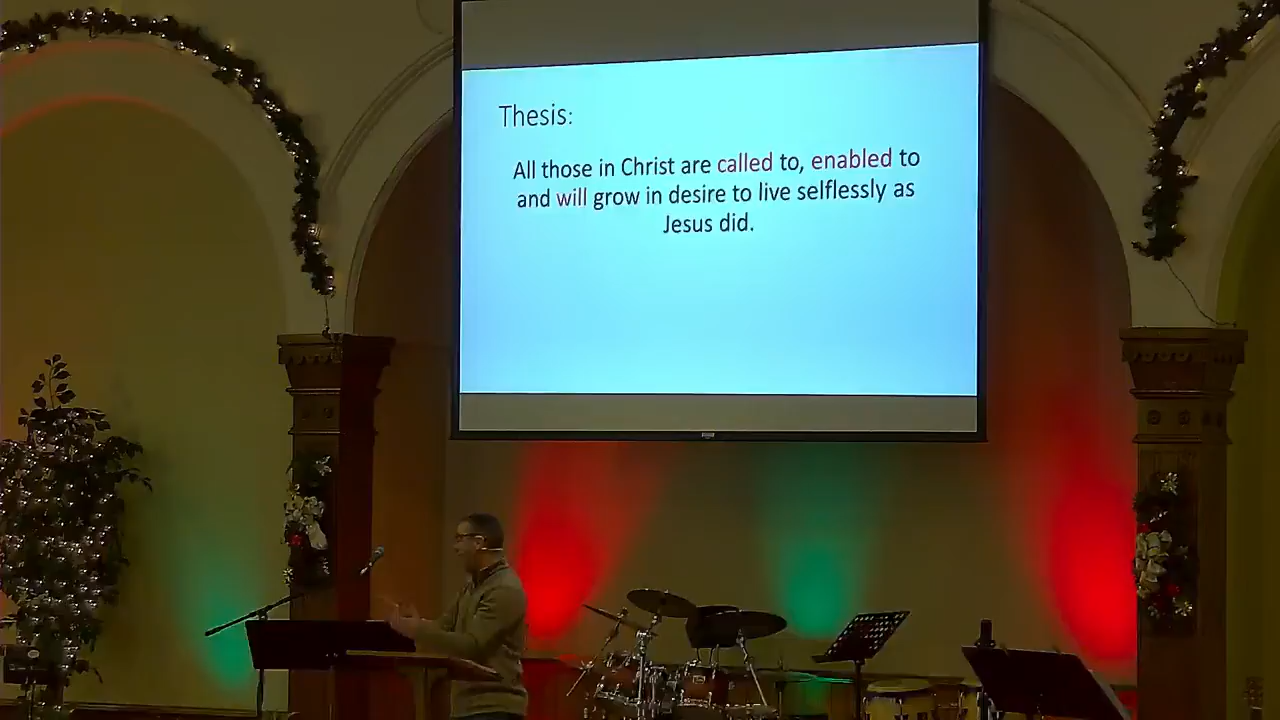 Thesis:
All those in Christ are called to, enabled to
and will grow in desire to live selflessly as
Jesus did.